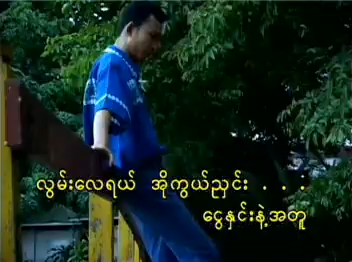 လွမ်းလေရယ် အိုကွယ်ညှင်း . . .
ငွေနှင်းနဲ့အတူ